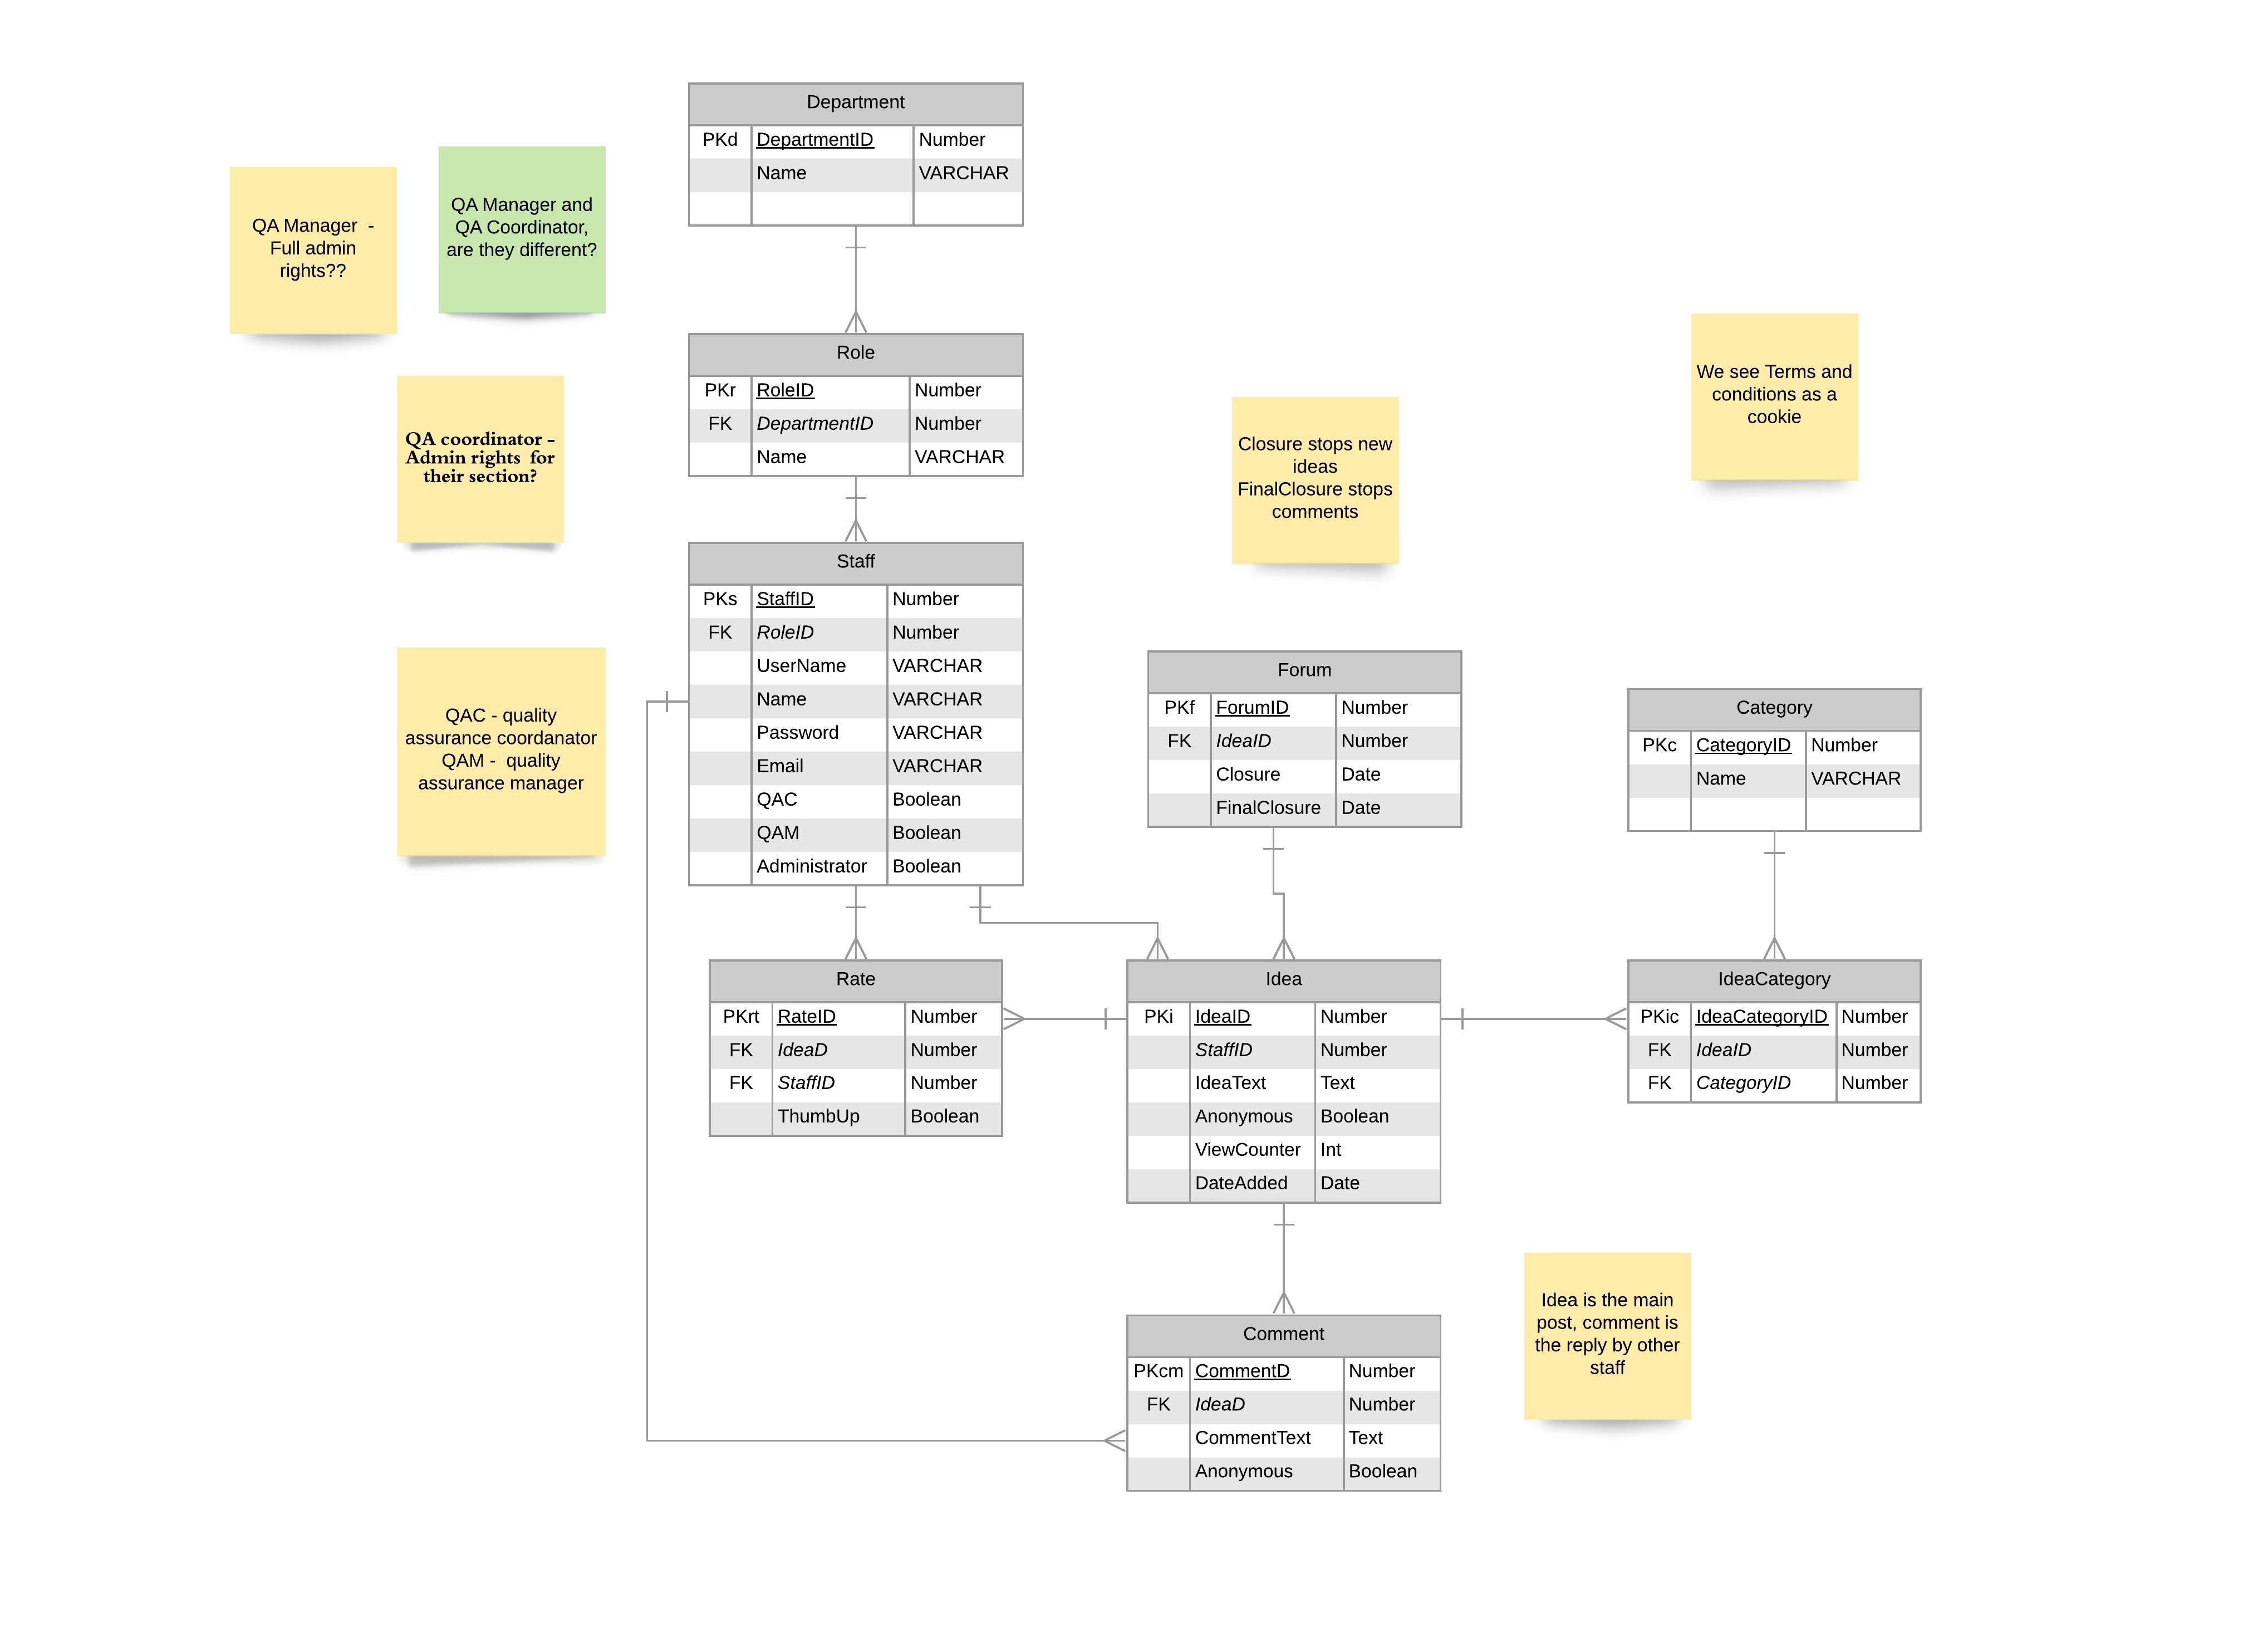 Department
PKd DepartmentID Number
Name VARCHAR
QA Manager -
Full admin
rights??
QA Manager and
QA Coordinator,
are they different?
Role
PKr RoleID Number
FK DepartmentID Number
Name VARCHAR
QA coordinator -
Admin rights for
their section?
Closure stops new
ideas
FinalClosure stops
comments
We see Terms and
conditions as a
cookie
Staff
PKs StaffID Number
FK RoleID Number
UserName VARCHAR
Name VARCHAR
Password VARCHAR
Email VARCHAR
QAC Boolean
QAM Boolean
Administrator Boolean
QAC - quality
assurance coordanator
QAM - quality
assurance manager
Forum
PKf ForumID Number
FK IdeaID Number
Closure Date
FinalClosure Date
Category
PKc CategoryID Number
Name VARCHAR
Rate
PKrt RateID Number
FK IdeaD Number
FK StaffID Number
ThumbUp Boolean
Idea
PKi IdeaID Number
StaffID Number
IdeaText Text
Anonymous Boolean
ViewCounter Int
DateAdded Date
IdeaCategory
PKic IdeaCategoryID Number
FK IdeaID Number
FK CategoryID Number
Comment
PKcm CommentD Number
FK IdeaD Number
CommentText Text
Anonymous Boolean
Idea is the main
post, comment is
the reply by other
staff